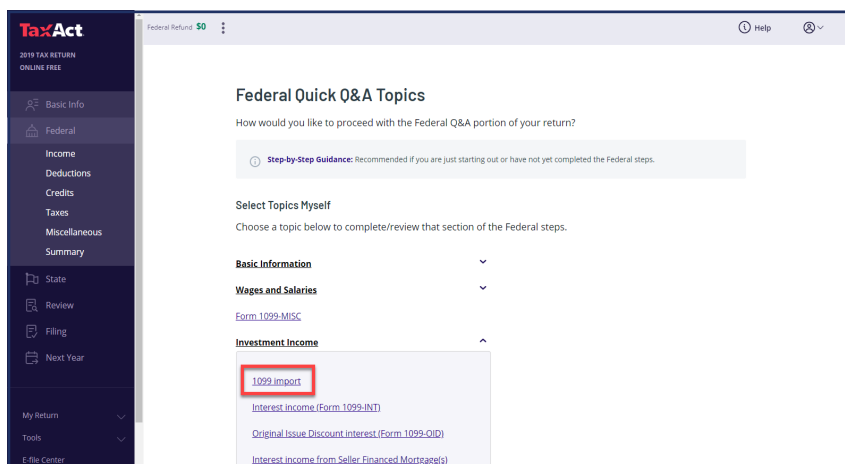 TaxAct
Federal Refund $0
Help
2019 TAX RETURN
ONLINE FREE
Basic Info
Federal
Income
Deductions
Credits
Taxes
Miscellaneous
Summary
State
Review
Filing
Next Year
My Return
Tools
E-file Center
Federal Quick Q&A Topics
How would you like to proceed with the Federal Q&A portion of your return?
Step-by-Step Guidance: Recommended if you are just starting out or have not yet completed the Federal steps.
Select Topics Myself
Choose a topic below to complete/review that section of the Federal steps.
Basic Information
Wages and Salaries
Form 1099-MISC
Investment Income
1099 import
Interest income (Form 1099-INT)
Original Issue Discount interest (Form 1099-OID)
Interest income from Seller Financed Mortgage(s)